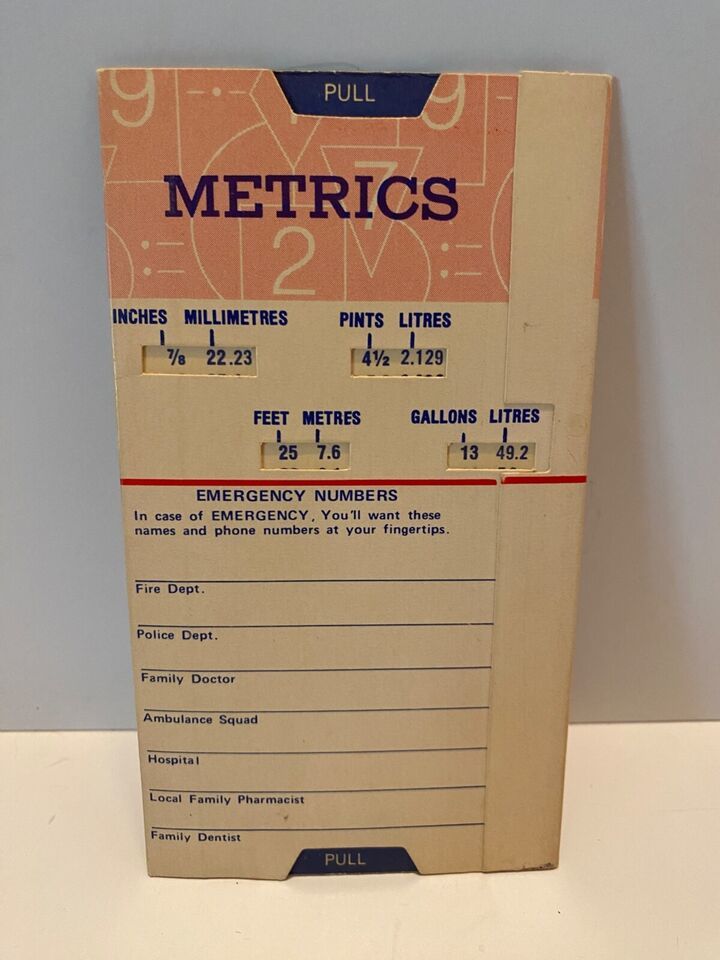 PULL
METRICS
INCHES MILLIMETRES PINTS LITRES
7/8 22.23 4½ 2.129
FEET METRES GALLONS LITRES
25 7.6 13 49.2
EMERGENCY NUMBERS
In case of EMERGENCY, You'll want these
names and phone numbers at your fingertips.
Fire Dept.
Police Dept.
Family Doctor
Ambulance Squad
Hospital
Local Family Pharmacist
Family Dentist
PULL